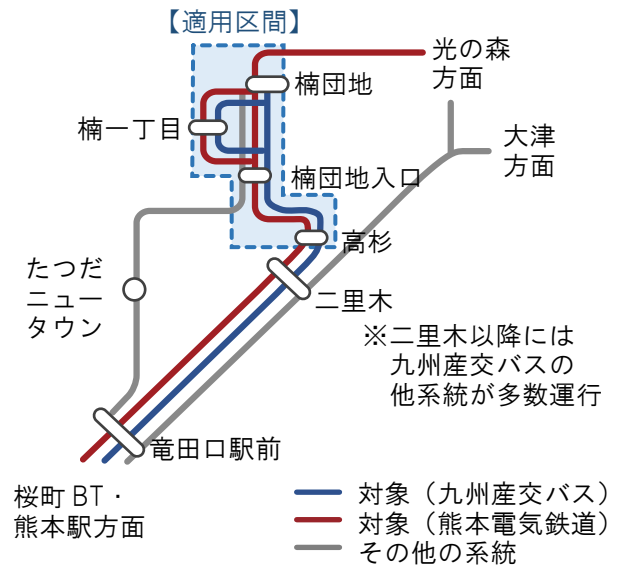 【適用区間】
光の森
方面
楠団地
楠一丁目
大津
方面
楠団地入口
高杉
たつだ
ニュー
タウン
二里木
※二里木以降には
九州産交バスの
他系統が多数運行
竜田口駅前
桜町BT・
熊本駅方面
対象（九州産交バス）
対象（熊本電気鉄道）
その他の系統